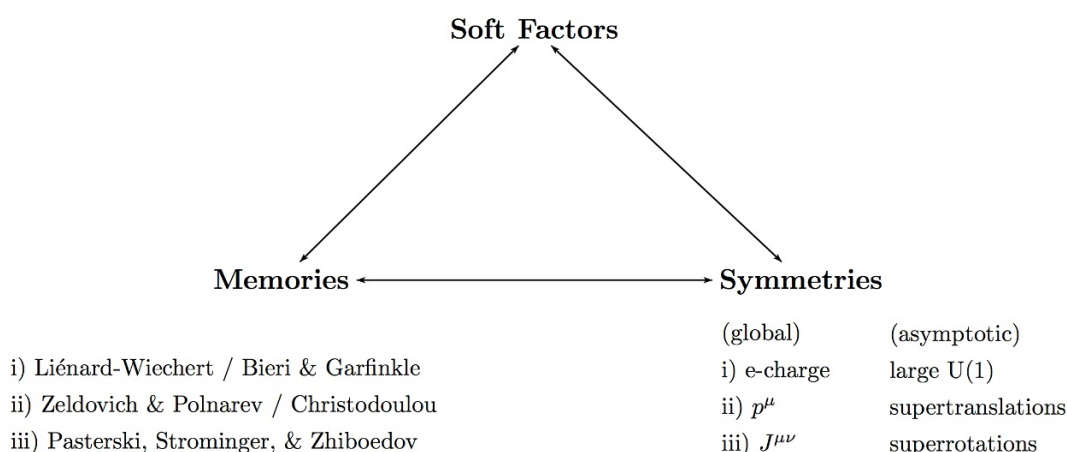 Soft Factors
Memories
Symmetries
(global) (asymptotic)
i) Liénard-Wiechert / Bieri & Garfinkle
i) e-charge large U(1)
ii) Zeldovich & Polnarev / Christodoulou
ii) p^μ supertranslations
iii) Pasterski, Strominger, & Zhiboedov
iii) J^μν superrotations